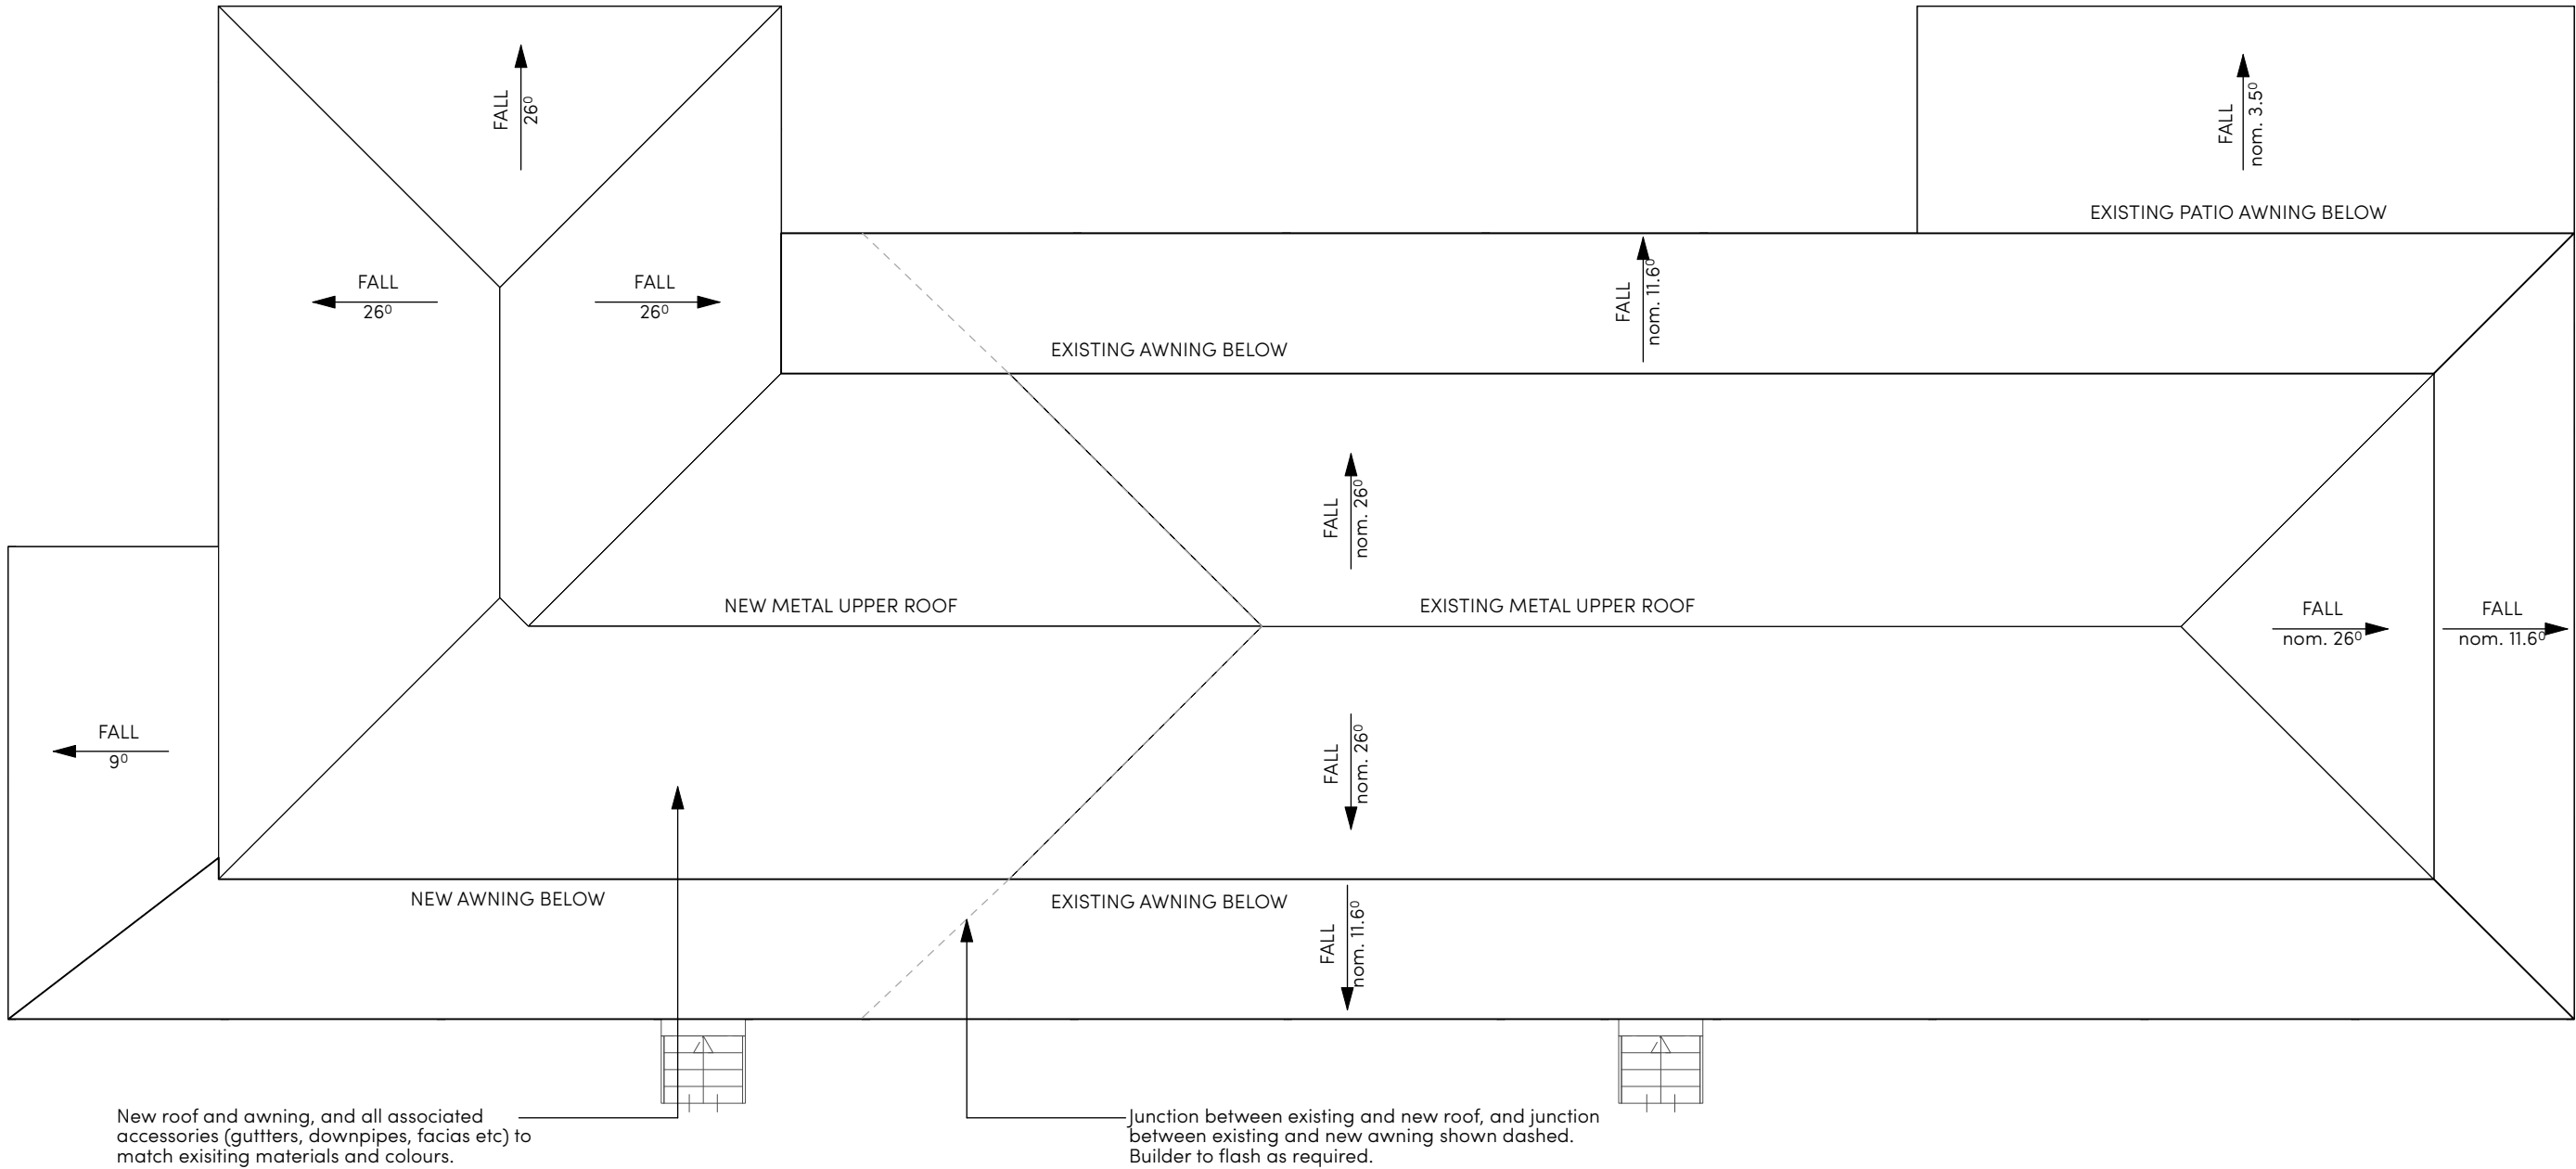 FALL
26⁰
FALL
nom. 3.5⁰
EXISTING PATIO AWNING BELOW
FALL
26⁰
FALL
26⁰
FALL
nom. 11.6⁰
EXISTING AWNING BELOW
FALL
nom. 26⁰
NEW METAL UPPER ROOF
EXISTING METAL UPPER ROOF
FALL
nom. 26⁰
FALL
nom. 11.6⁰
FALL
9⁰
FALL
nom. 26⁰
NEW AWNING BELOW
EXISTING AWNING BELOW
FALL
nom. 11.6⁰
New roof and awning, and all associated
accessories (guttters, downpipes, facias etc) to
match exisiting materials and colours.
Junction between existing and new roof, and junction
between existing and new awning shown dashed.
Builder to flash as required.